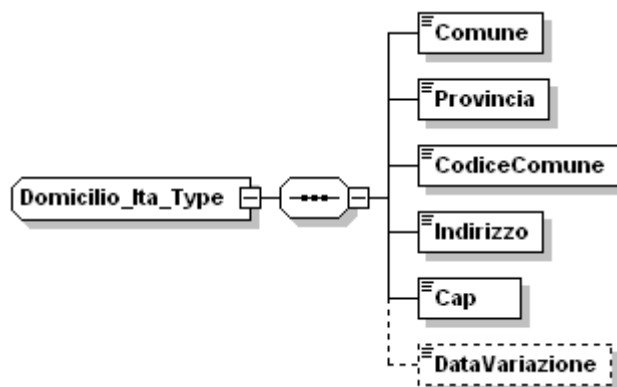 Domicilio_Ita_Type
Comune
Provincia
CodiceComune
Indirizzo
Cap
DataVariazione